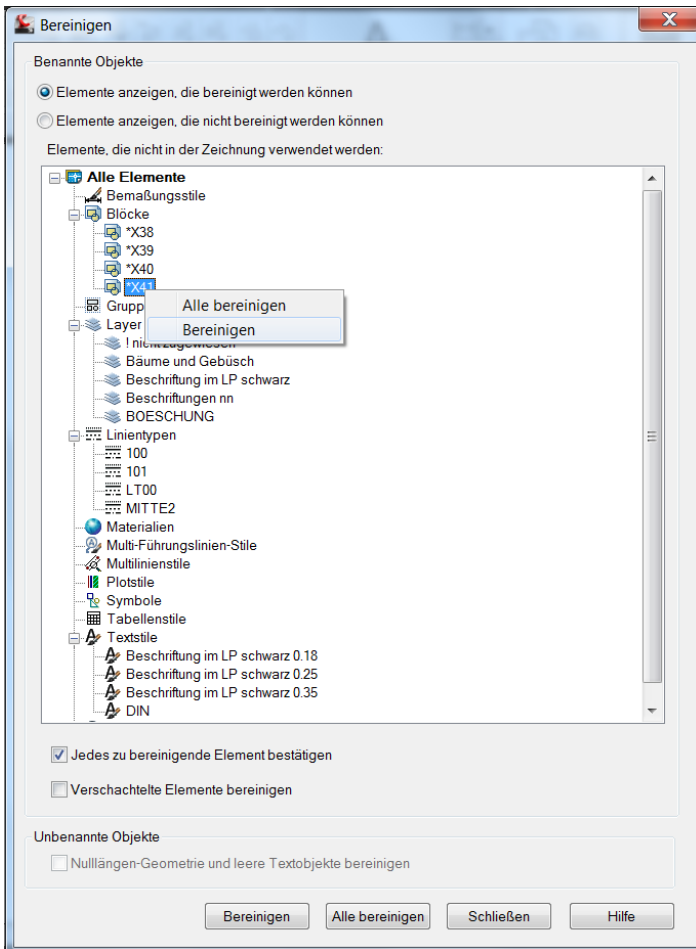 Bereinigen
Benannte Objekte
Elemente anzeigen, die bereinigt werden können
Elemente anzeigen, die nicht bereinigt werden können
Elemente, die nicht in der Zeichnung verwendet werden:
Alle Elemente
Bemaßungsstile
Blöcke
*X38
*X39
*X40
*X41
Grupp
Alle bereinigen
Layer
Bereinigen
! nicht zugewiesen
Bäume und Gebüsch
Beschriftung im LP schwarz
Beschriftungen nn
BOESCHUNG
Linientypen
100
101
LT00
MITTE2
Materialien
Multi-Führungslinien-Stile
Multilinienstile
Plotstile
Symbole
Tabellenstile
Textstile
Beschriftung im LP schwarz 0.18
Beschriftung im LP schwarz 0.25
Beschriftung im LP schwarz 0.35
DIN
Jedes zu bereinigende Element bestätigen
Verschachtelte Elemente bereinigen
Unbenannte Objekte
Nulllängen-Geometrie und leere Textobjekte bereinigen
Bereinigen Alle bereinigen Schließen Hilfe